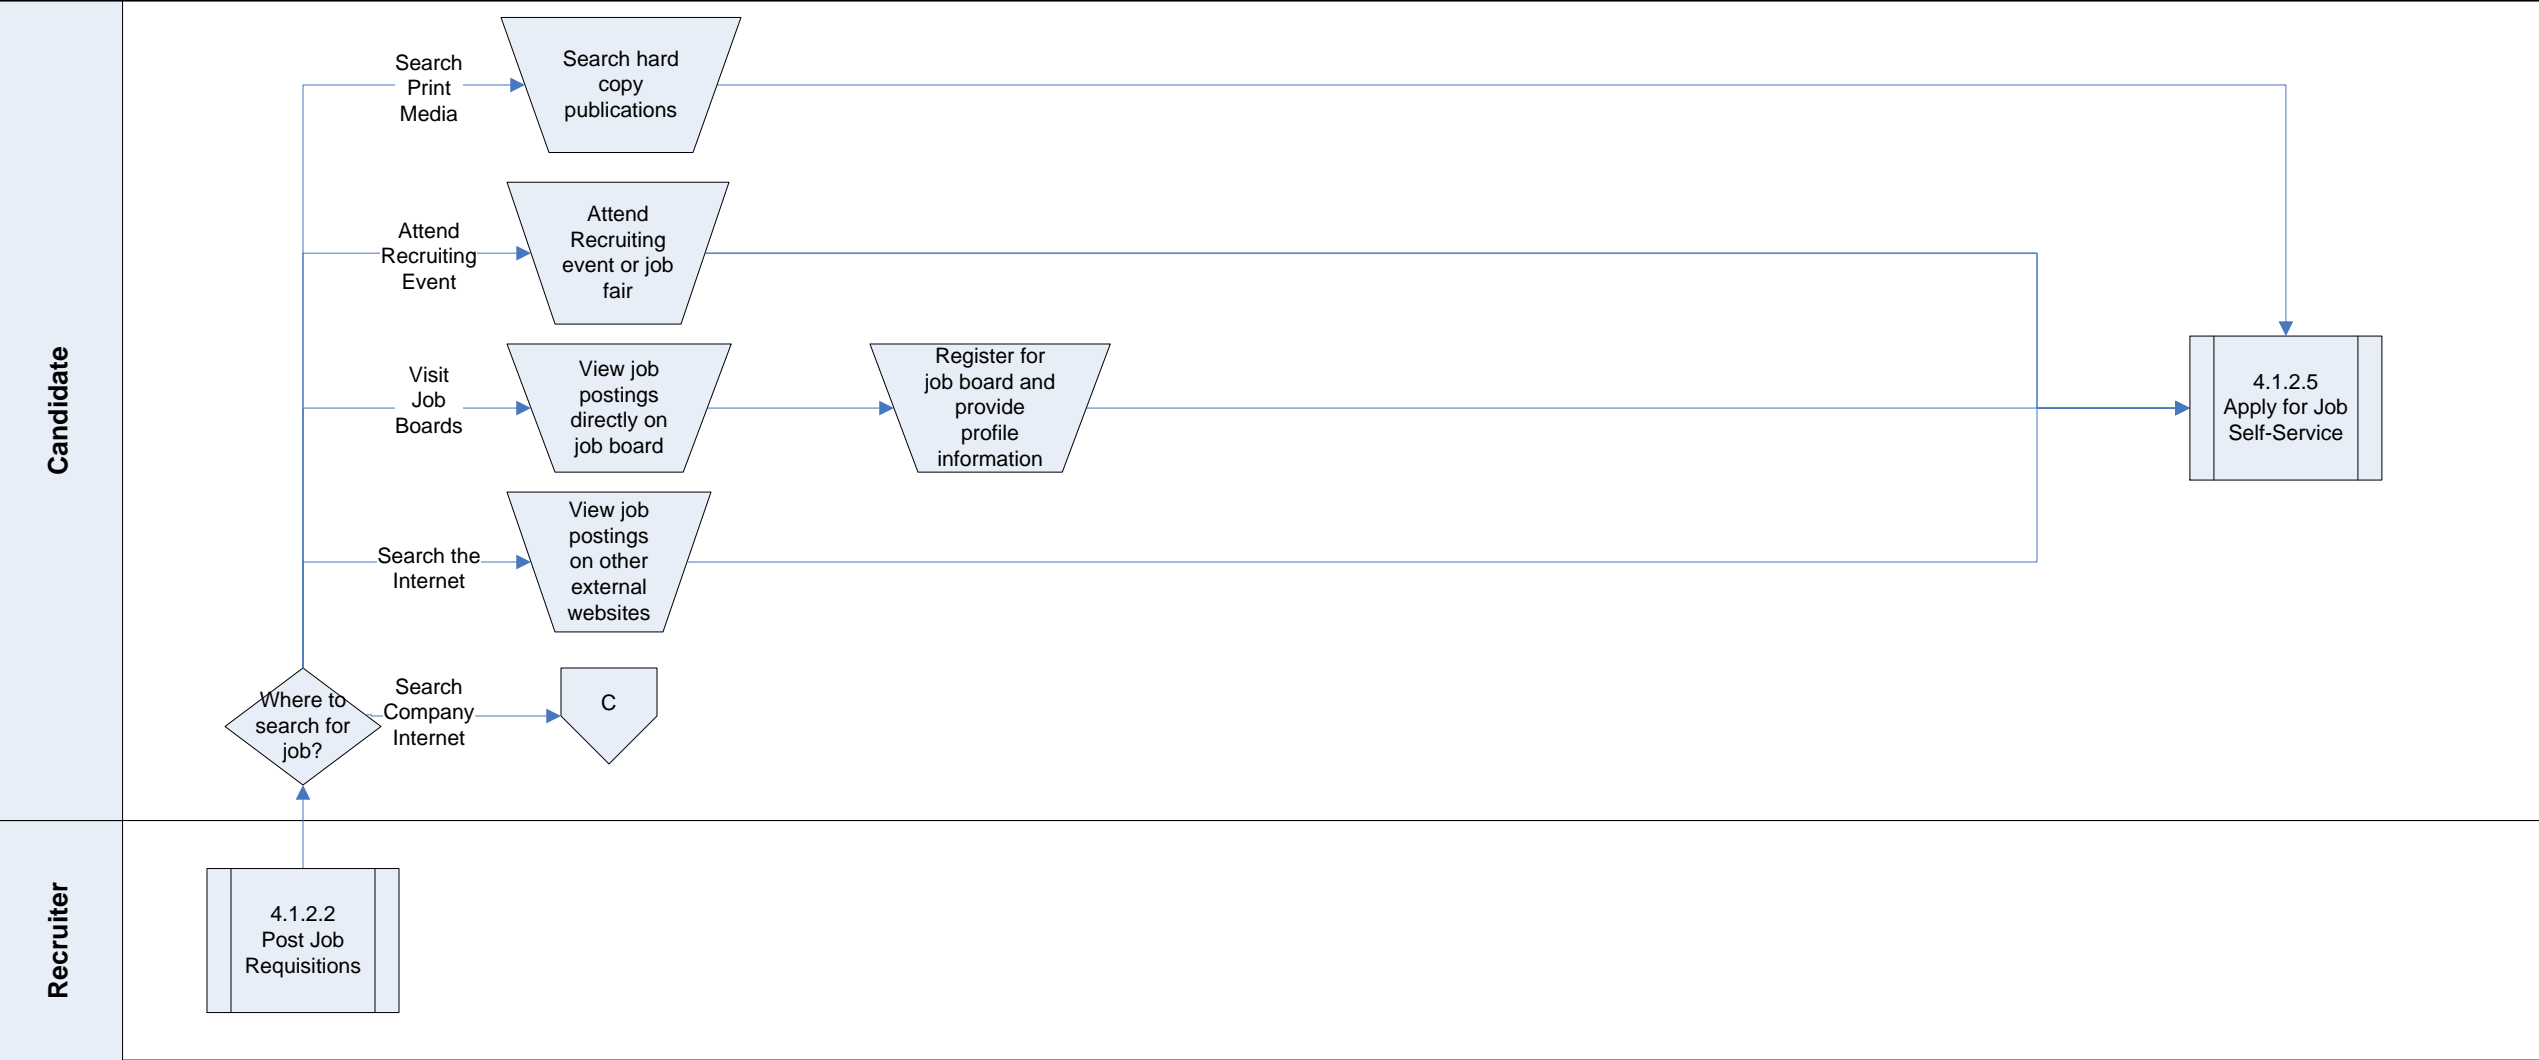 Candidate
Search
Print
Media
Search hard
copy
publications
Attend
Recruiting
Event
Attend
Recruiting
event or job
fair
Visit
Job
Boards
View job
postings
directly on
job board
Register for
job board and
provide
profile
information
4.1.2.5
Apply for Job
Self-Service
Search the
Internet
View job
postings
on other
external
websites
Where to
search for
job?
Search
Company
Internet
C
Recruiter
4.1.2.2
Post Job
Requisitions